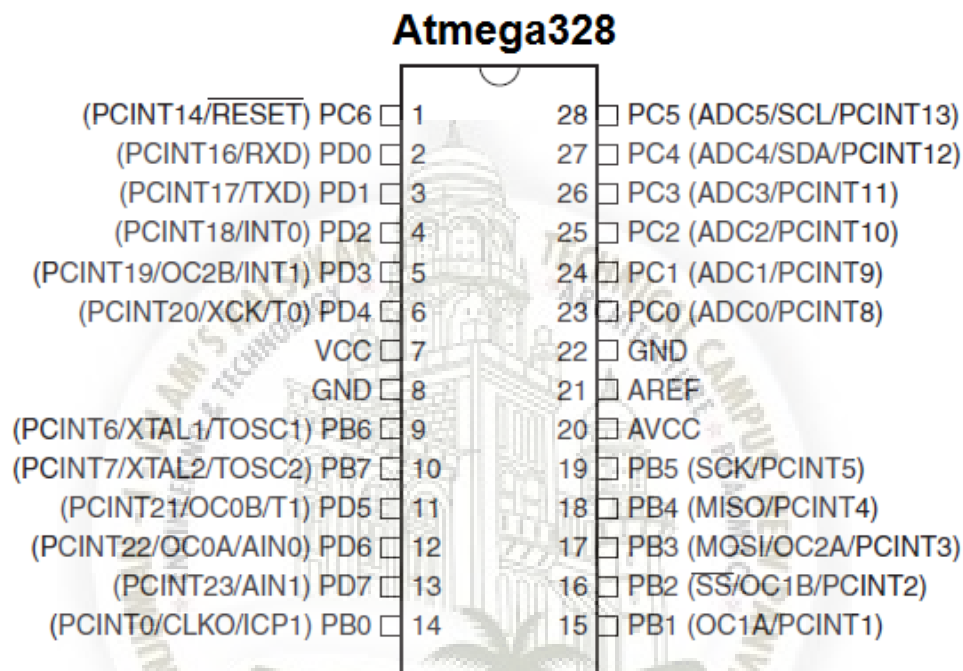 Atmega328
(PCINT14/RESET) PC6 1 28 PC5 (ADC5/SCL/PCINT13)
(PCINT16/RXD) PD0 2 27 PC4 (ADC4/SDA/PCINT12)
(PCINT17/TXD) PD1 3 26 PC3 (ADC3/PCINT11)
(PCINT18/INT0) PD2 4 25 PC2 (ADC2/PCINT10)
(PCINT19/OC2B/INT1) PD3 5 24 PC1 (ADC1/PCINT9)
(PCINT20/XCK/T0) PD4 6 23 PC0 (ADC0/PCINT8)
VCC 7 22 GND
GND 8 21 AREF
(PCINT6/XTAL1/TOSC1) PB6 9 20 AVCC
(PCINT7/XTAL2/TOSC2) PB7 10 19 PB5 (SCK/PCINT5)
(PCINT21/OC0B/T1) PD5 11 18 PB4 (MISO/PCINT4)
(PCINT22/OC0A/AIN0) PD6 12 17 PB3 (MOSI/OC2A/PCINT3)
(PCINT23/AIN1) PD7 13 16 PB2 (SS/OC1B/PCINT2)
(PCINT0/CLKO/ICP1) PB0 14 15 PB1 (OC1A/PCINT1)